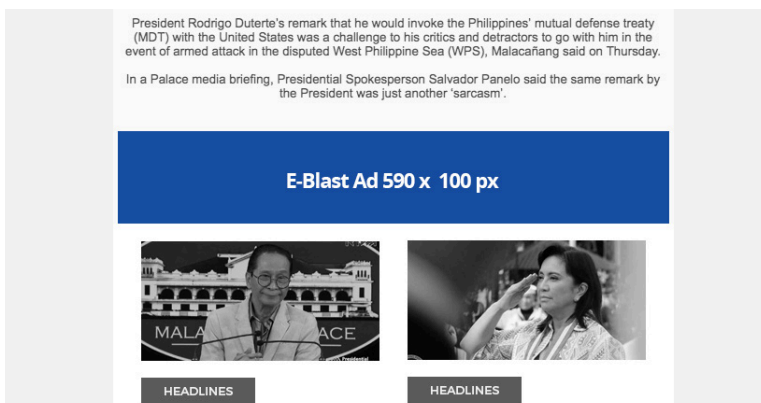 President Rodrigo Duterte's remark that he would invoke the Philippines' mutual defense treaty
(MDT) with the United States was a challenge to his critics and detractors to go with him in the
event of armed attack in the disputed West Philippine Sea (WPS), Malacañang said on Thursday.
In a Palace media briefing, Presidential Spokesperson Salvador Panelo said the same remark by
the President was just another 'sarcasm'.
E-Blast Ad 590 x 100 px
MALA ACE
Presidential
HEADLINES HEADLINES